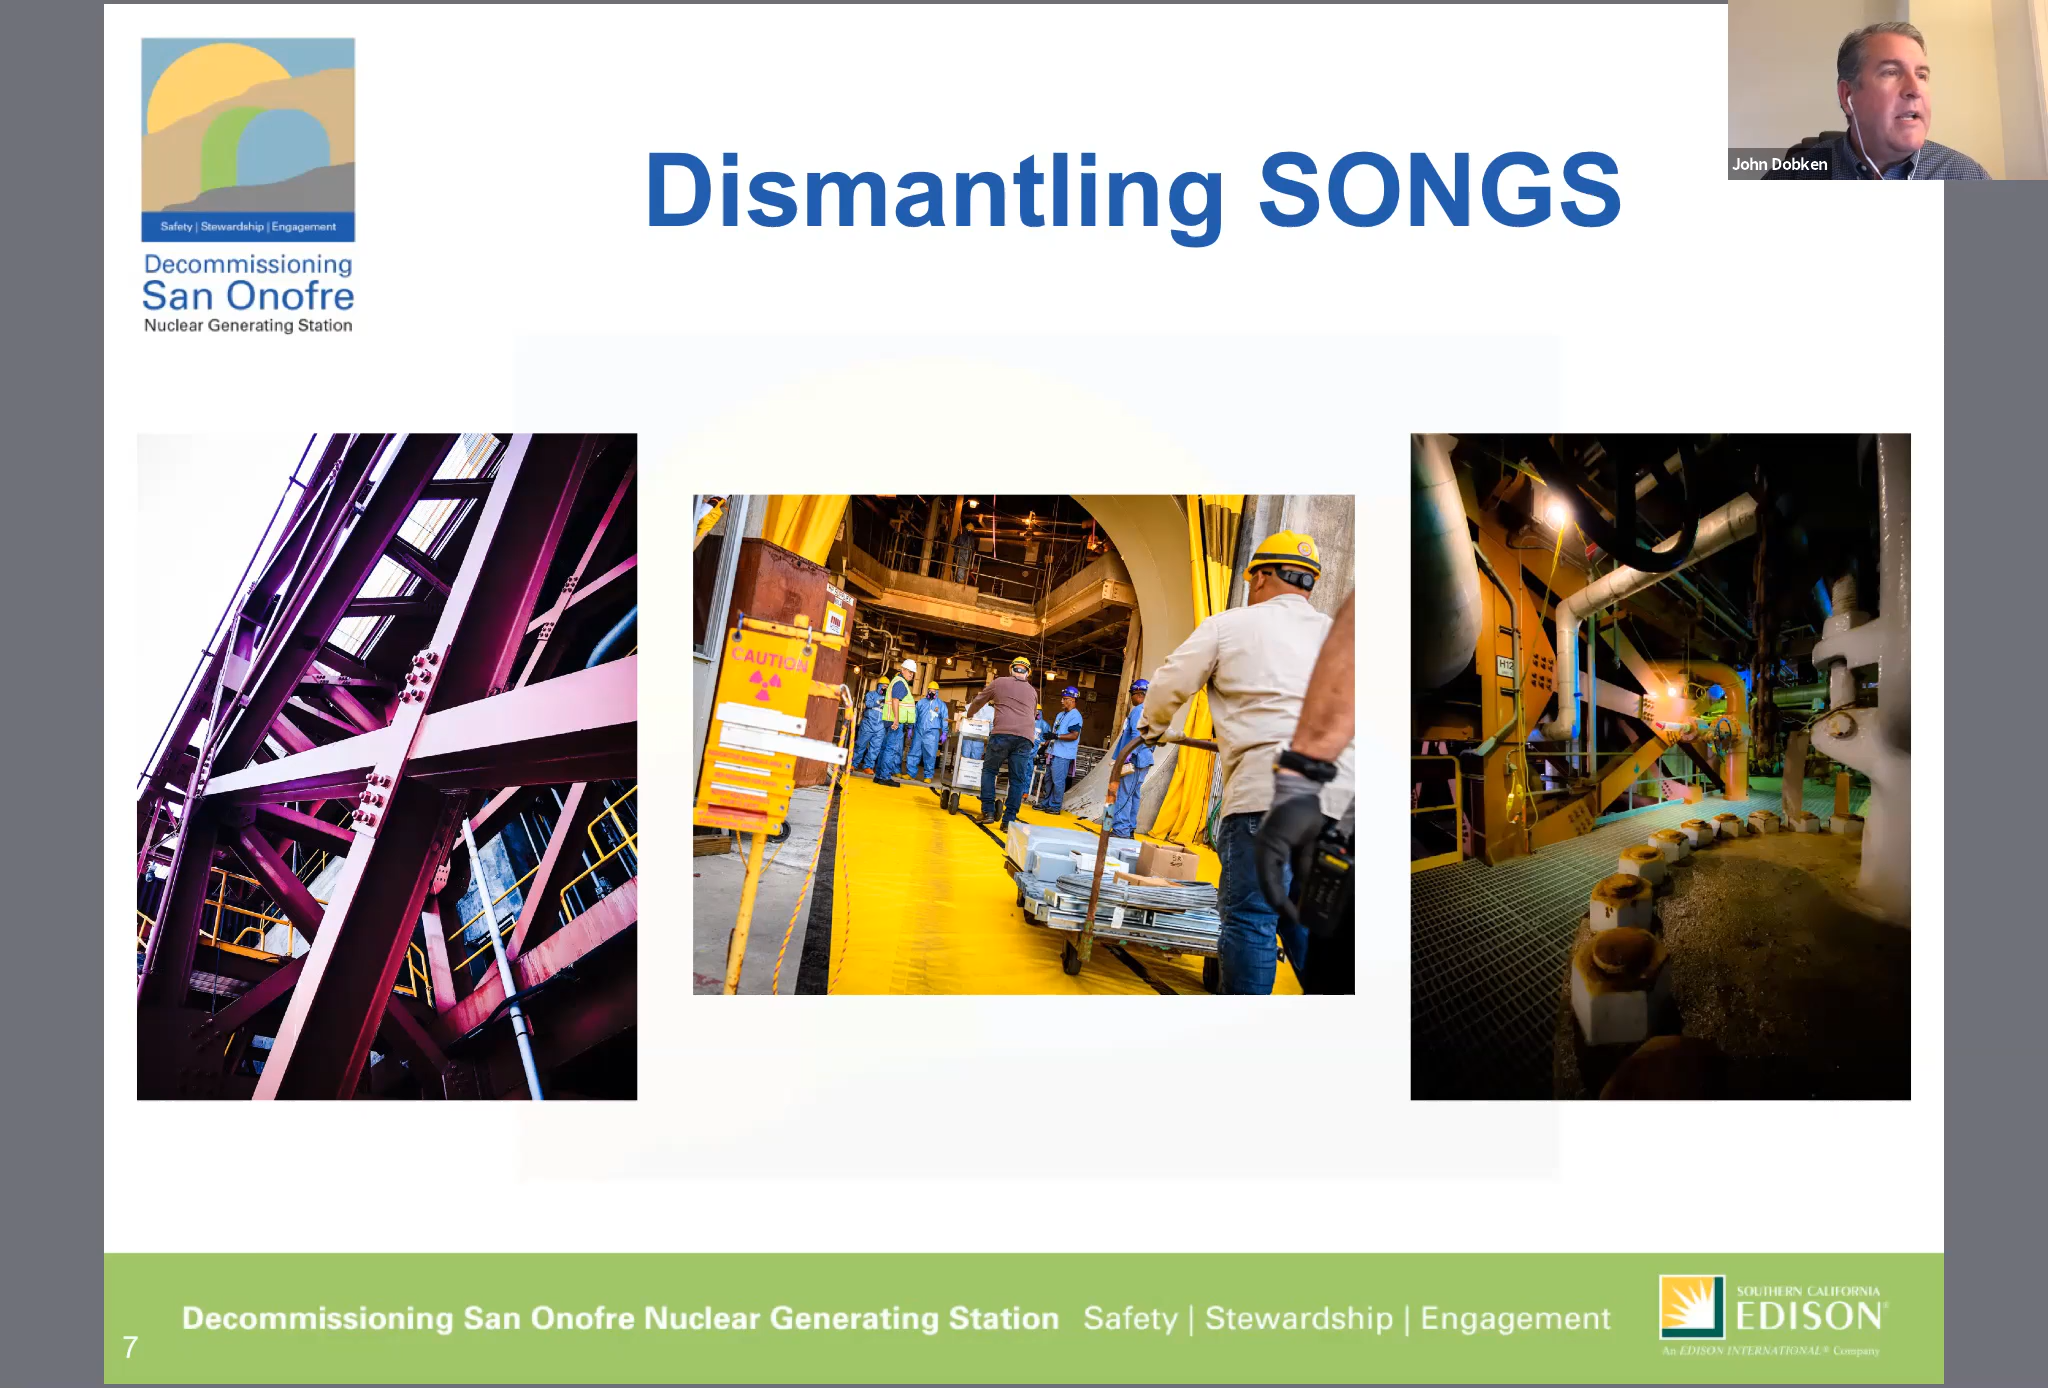 Safety | Stewardship | Engagement
Decommissioning
San Onofre
Nuclear Generating Station
Dismantling SONGS
John Dobken
CAUTION
H12
Decommissioning San Onofre Nuclear Generating Station Safety | Stewardship | Engagement
SOUTHERN CALIFORNIA
EDISON®
An EDISON INTERNATIONAL® Company
7